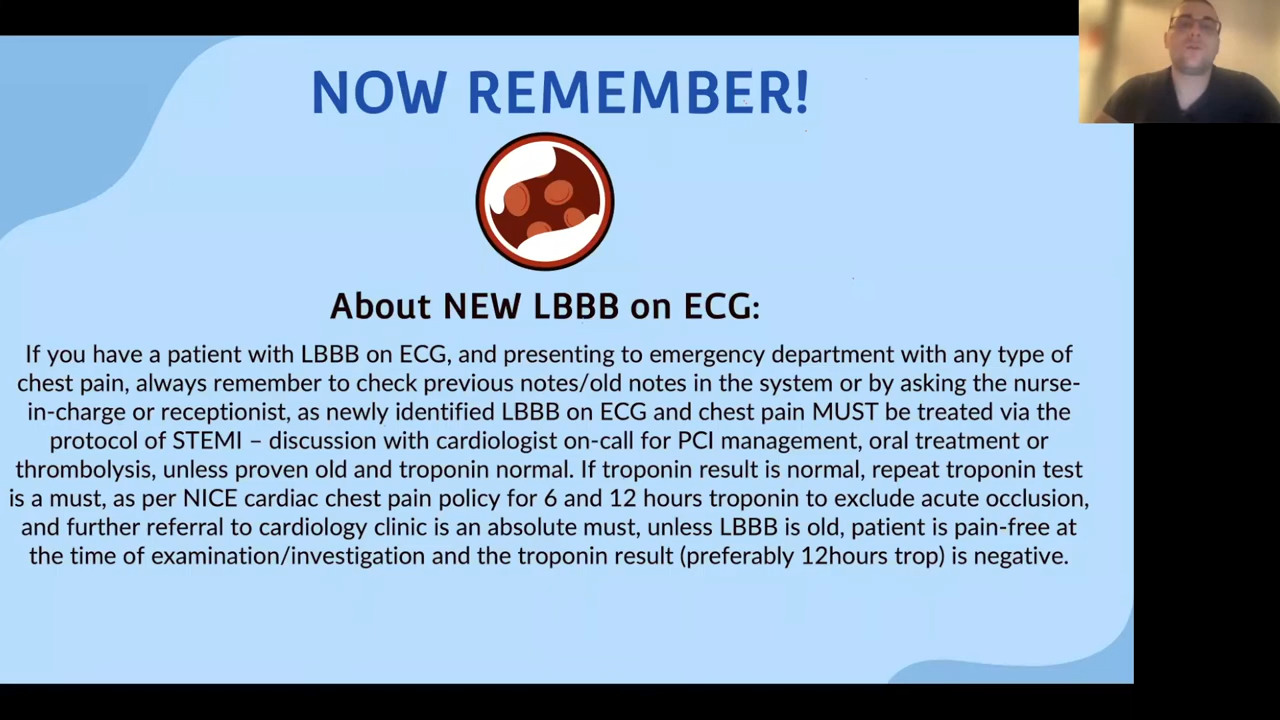 NOW REMEMBER!
About NEW LBBB on ECG:
If you have a patient with LBBB on ECG, and presenting to emergency department with any type of
chest pain, always remember to check previous notes/old notes in the system or by asking the nurse-
in-charge or receptionist, as newly identified LBBB on ECG and chest pain MUST be treated via the
protocol of STEMI – discussion with cardiologist on-call for PCI management, oral treatment or
thrombolysis, unless proven old and troponin normal. If troponin result is normal, repeat troponin test
is a must, as per NICE cardiac chest pain policy for 6 and 12 hours troponin to exclude acute occlusion,
and further referral to cardiology clinic is an absolute must, unless LBBB is old, patient is pain-free at
the time of examination/investigation and the troponin result (preferably 12hours trop) is negative.